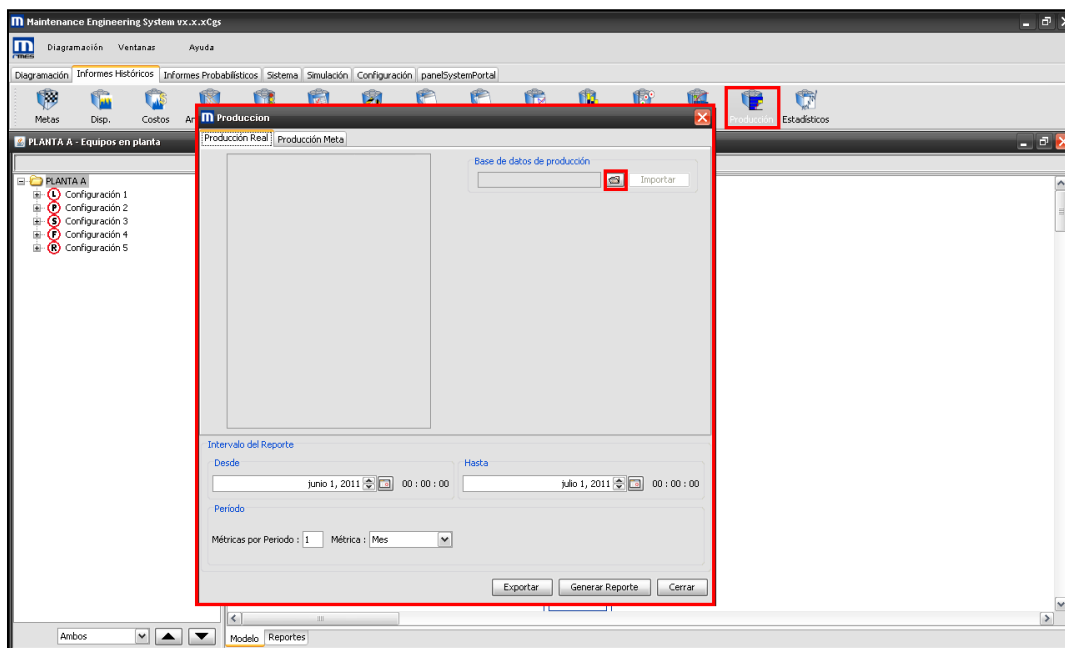 Maintenance Engineering System vx.x.xCgs
Diagramación Ventanas Ayuda
Diagramación Informes Históricos Informes Probabilísticos Sistema Simulación Configuración panelSystemPortal
Metas Disp. Costos Producción Estadísticos
PLANTA A - Equipos en planta
PLANTA A
Configuración 1
Configuración 2
Configuración 3
Configuración 4
Configuración 5
Produccion
Producción Real Producción Meta
Base de datos de producción
Importar
Intervalo del Reporte
Desde Hasta
junio 1, 2011 00 : 00 : 00 julio 1, 2011 00 : 00 : 00
Período
Métricas por Periodo : 1 Métrica : Mes
Exportar Generar Reporte Cerrar
Ambos Modelo Reportes